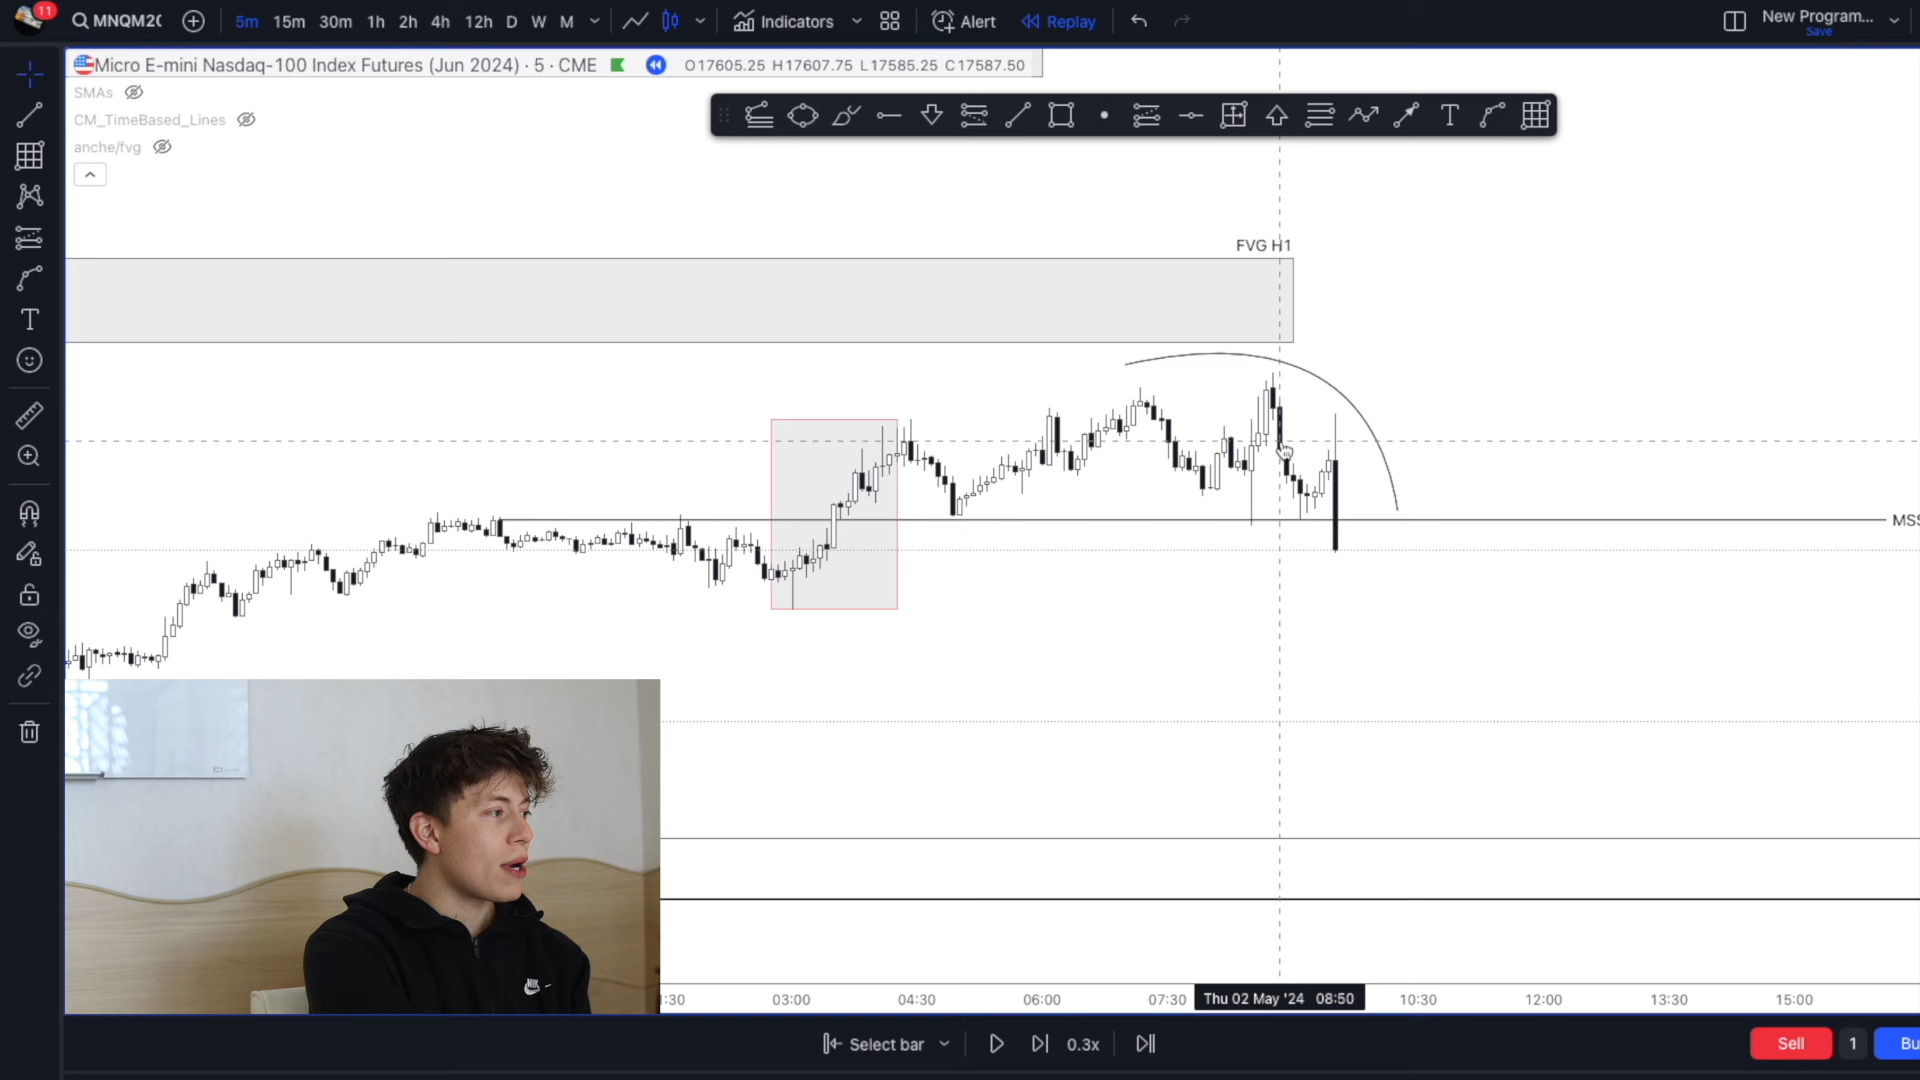 11
MNQM20
5m 15m 30m 1h 2h 4h 12h D W M
Indicators
Alert
Replay
New Program...
Save
Micro E-mini Nasdaq-100 Index Futures (Jun 2024) · 5 · CME
O17605.25 H17607.75 L17585.25 C17587.50
SMAs
CM_TimeBased_Lines
anche/fvg
FVG H1
MSS
:30 03:00 04:30 06:00 07:30 Thu 02 May '24 08:50 10:30 12:00 13:30 15:00
Select bar
0.3x
Sell
1
Bu